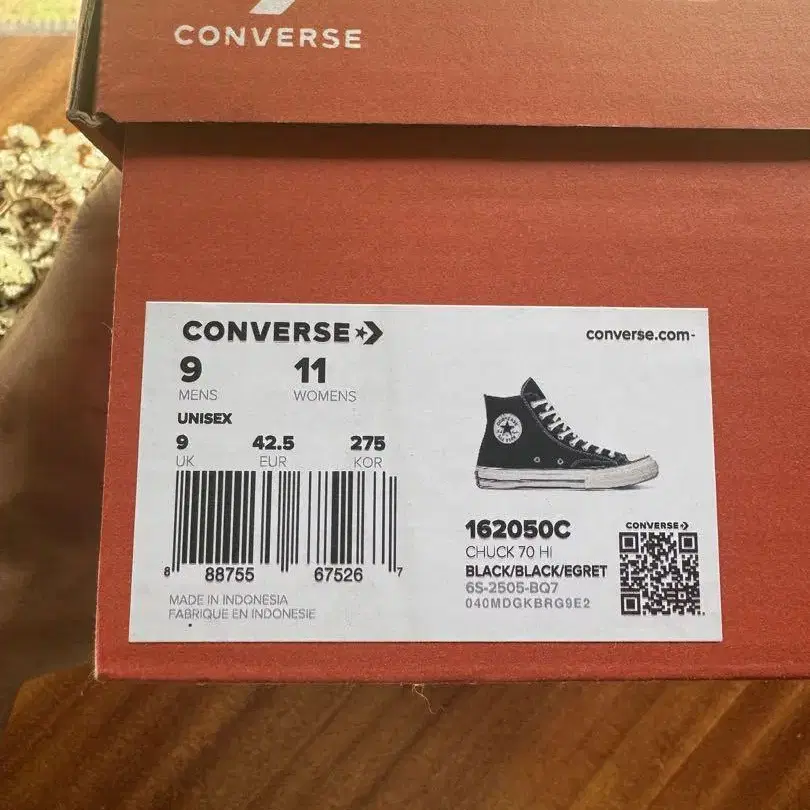 CONVERSE
CONVERSE
converse.com
9 11
MENS WOMENS
UNISEX
9 42.5 275
UK EUR KOR
8 88755 67526 7
MADE IN INDONESIA
FABRIQUE EN INDONESIE
162050C
CHUCK 70 HI
BLACK/BLACK/EGRET
6S-2505-BQ7
040MDGKBRG9E2
CONVERSE